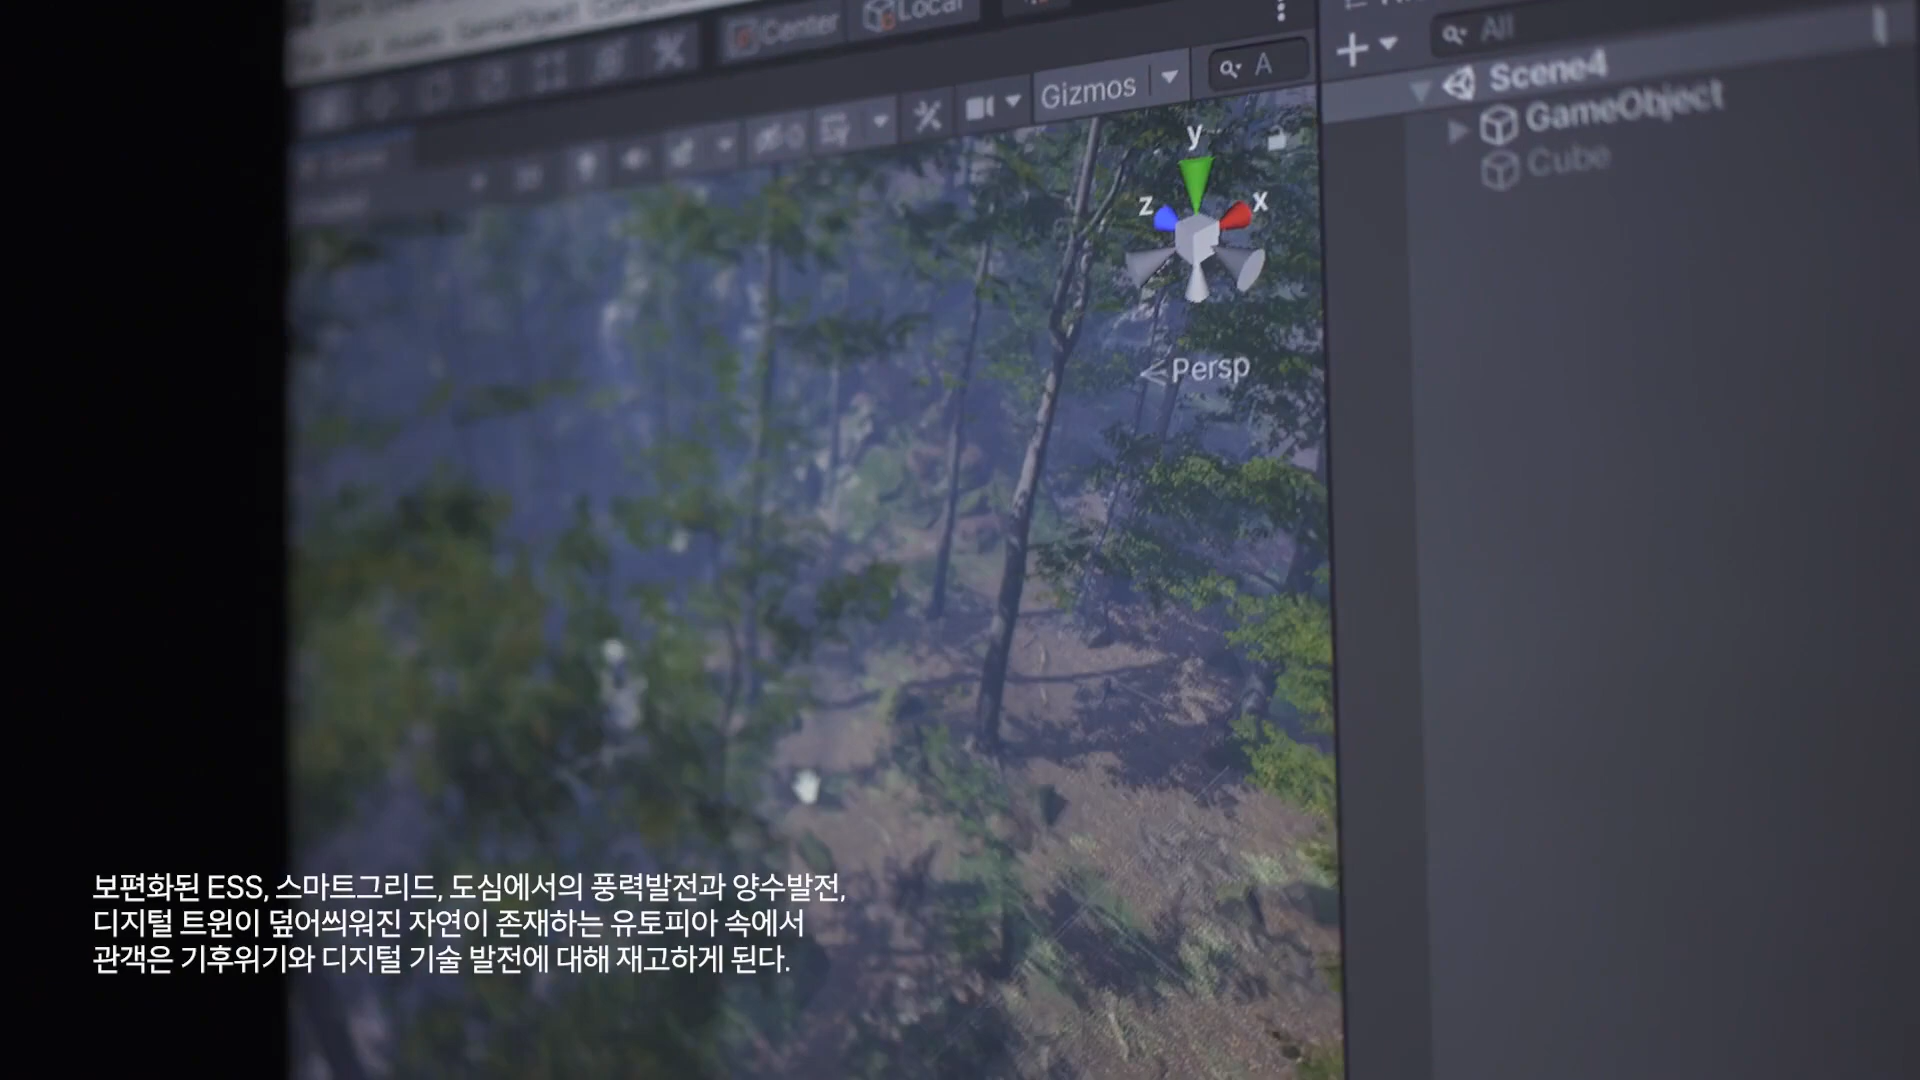 Center
Local
All
Gizmos
A
Scene4
GameObject
Cube
y
z
x
Persp
보편화된 ESS, 스마트그리드, 도심에서의 풍력발전과 양수발전,
디지털 트윈이 덮어씌워진 자연이 존재하는 유토피아 속에서
관객은 기후위기와 디지털 기술 발전에 대해 재고하게 된다.